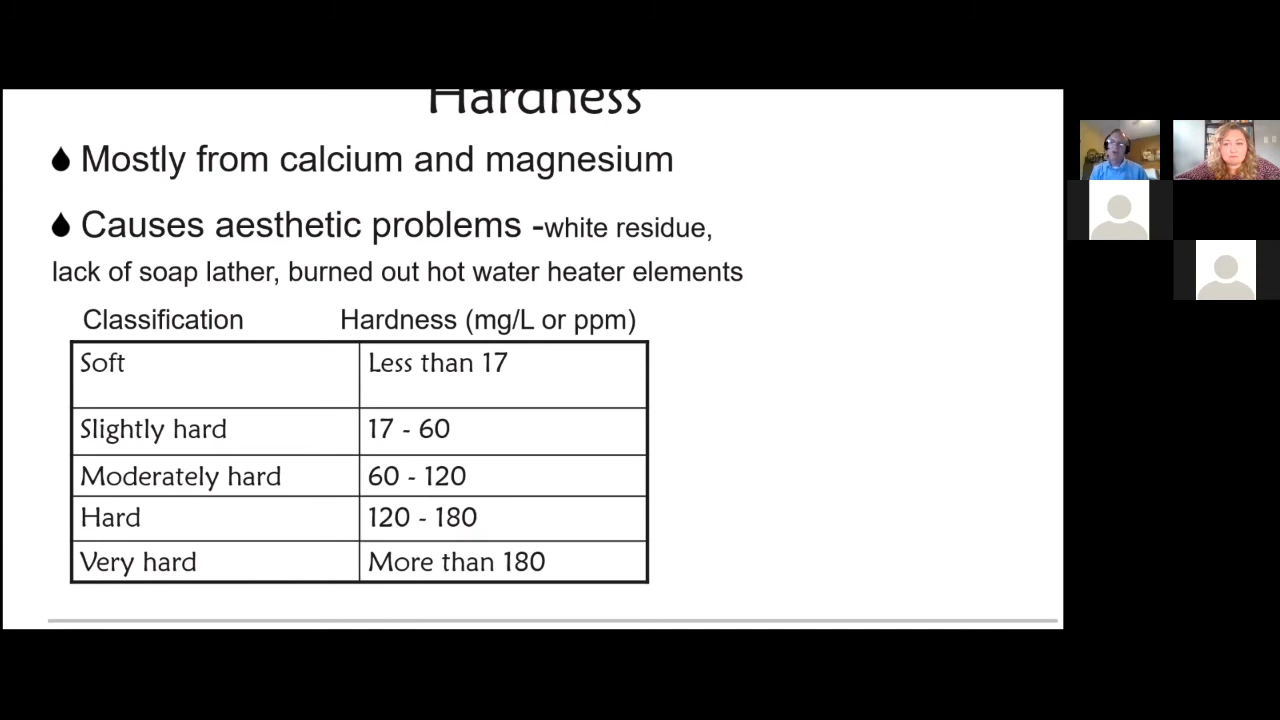 Hardness
Mostly from calcium and magnesium
Causes aesthetic problems -white residue,
lack of soap lather, burned out hot water heater elements
Classification Hardness (mg/L or ppm)
Soft Less than 17
Slightly hard 17 - 60
Moderately hard 60 - 120
Hard 120 - 180
Very hard More than 180